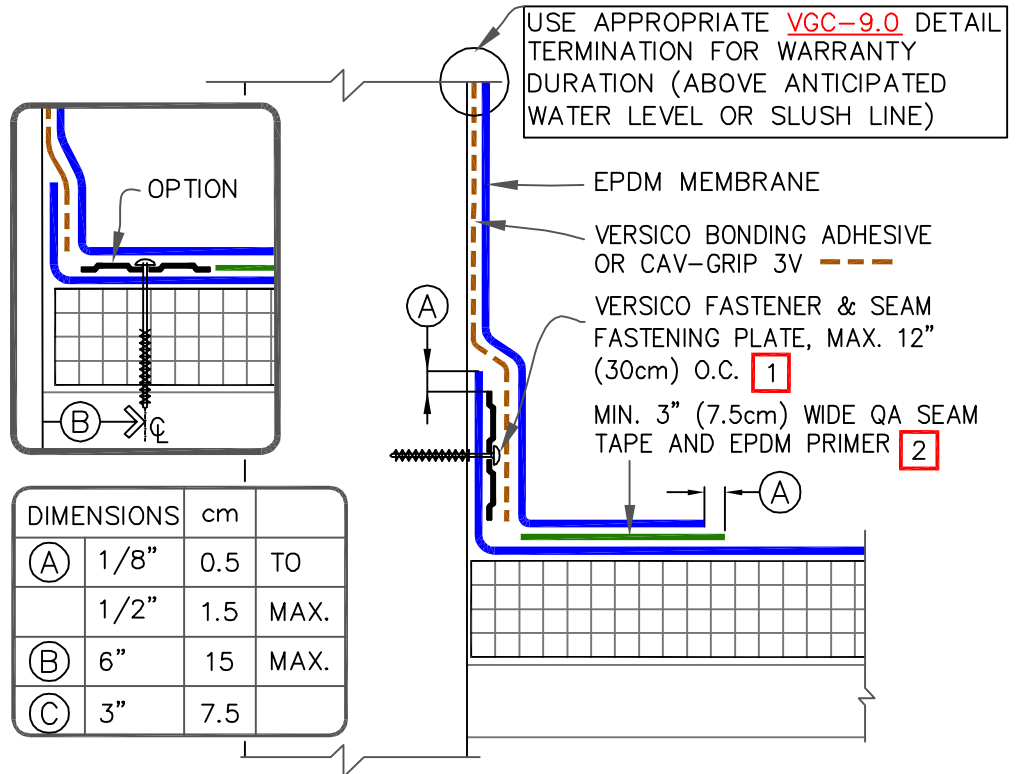 USE APPROPRIATE VGC-9.0 DETAIL
TERMINATION FOR WARRANTY
DURATION (ABOVE ANTICIPATED
WATER LEVEL OR SLUSH LINE)
OPTION
EPDM MEMBRANE
VERSICO BONDING ADHESIVE
OR CAV-GRIP 3V
A
VERSICO FASTENER & SEAM
FASTENING PLATE, MAX. 12"
(30cm) O.C. 1
MIN. 3" (7.5cm) WIDE QA SEAM
TAPE AND EPDM PRIMER 2
B
CL
A
DIMENSIONS cm
A 1/8" 0.5 TO
1/2" 1.5 MAX.
B 6" 15 MAX.
C 3" 7.5